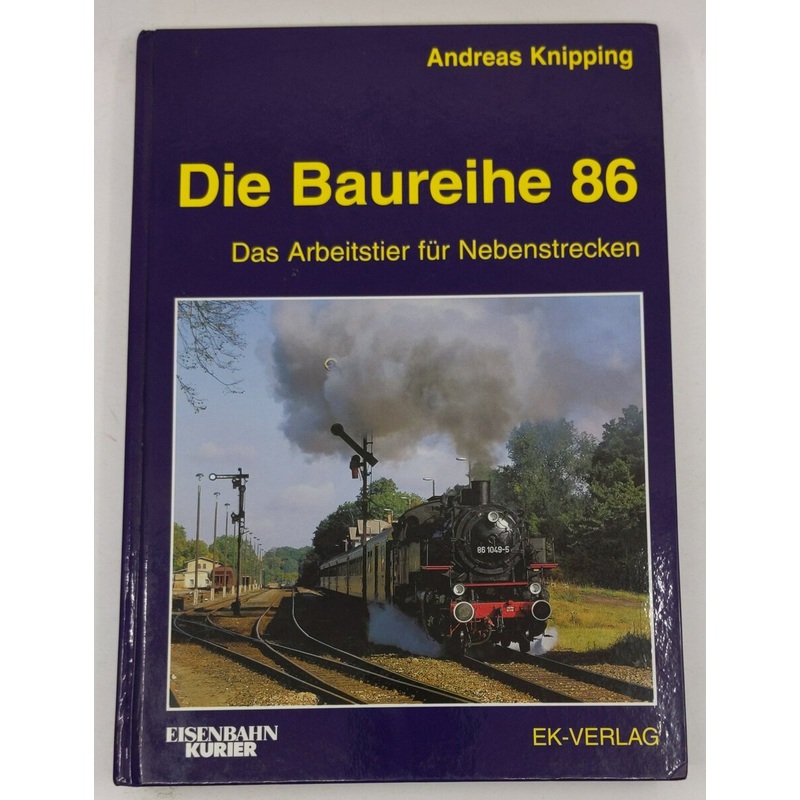 Andreas Knipping
Die Baureihe 86
Das Arbeitstier für Nebenstrecken
86 1049-5
EISENBAHN
KURIER
EK-VERLAG